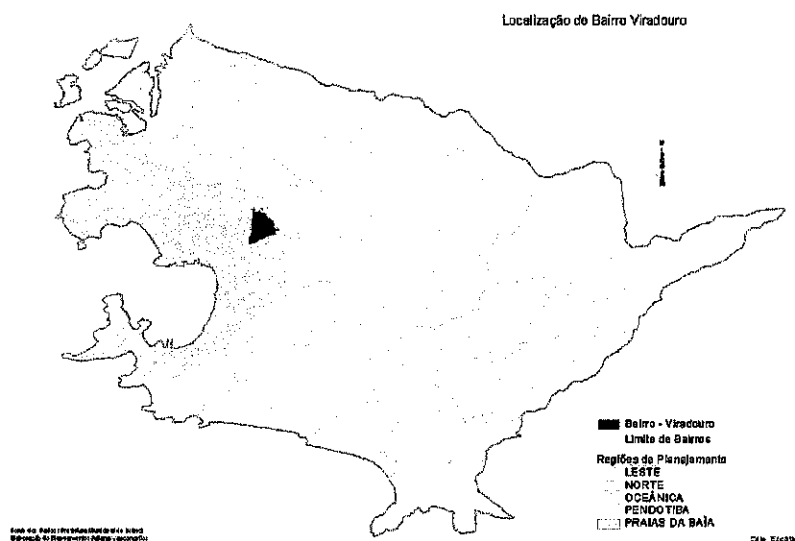 Localização do Bairro Viradouro
Bairro - Viradouro
Limite de Bairros
Regiões de Planejamento
LESTE
NORTE
OCEÂNICA
PENDOTIBA
PRAIAS DA BAÍA